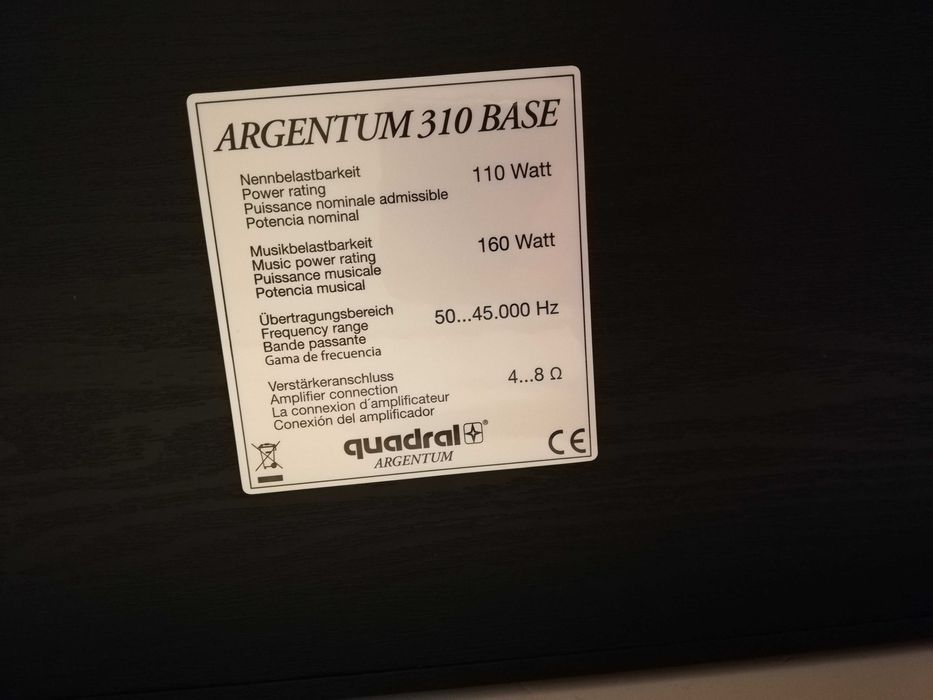 ARGENTUM 310 BASE
Nennbelastbarkeit 110 Watt
Power rating
Puissance nominale admissible
Potencia nominal
Musikbelastbarkeit 160 Watt
Music power rating
Puissance musicale
Potencia musical
Übertragungsbereich 50...45.000 Hz
Frequency range
Bande passante
Gama de frecuencia
Verstärkeranschluss 4...8 Ω
Amplifier connection
La connexion d´amplificateur
Conexión del amplificador
quadral®
ARGENTUM
CE